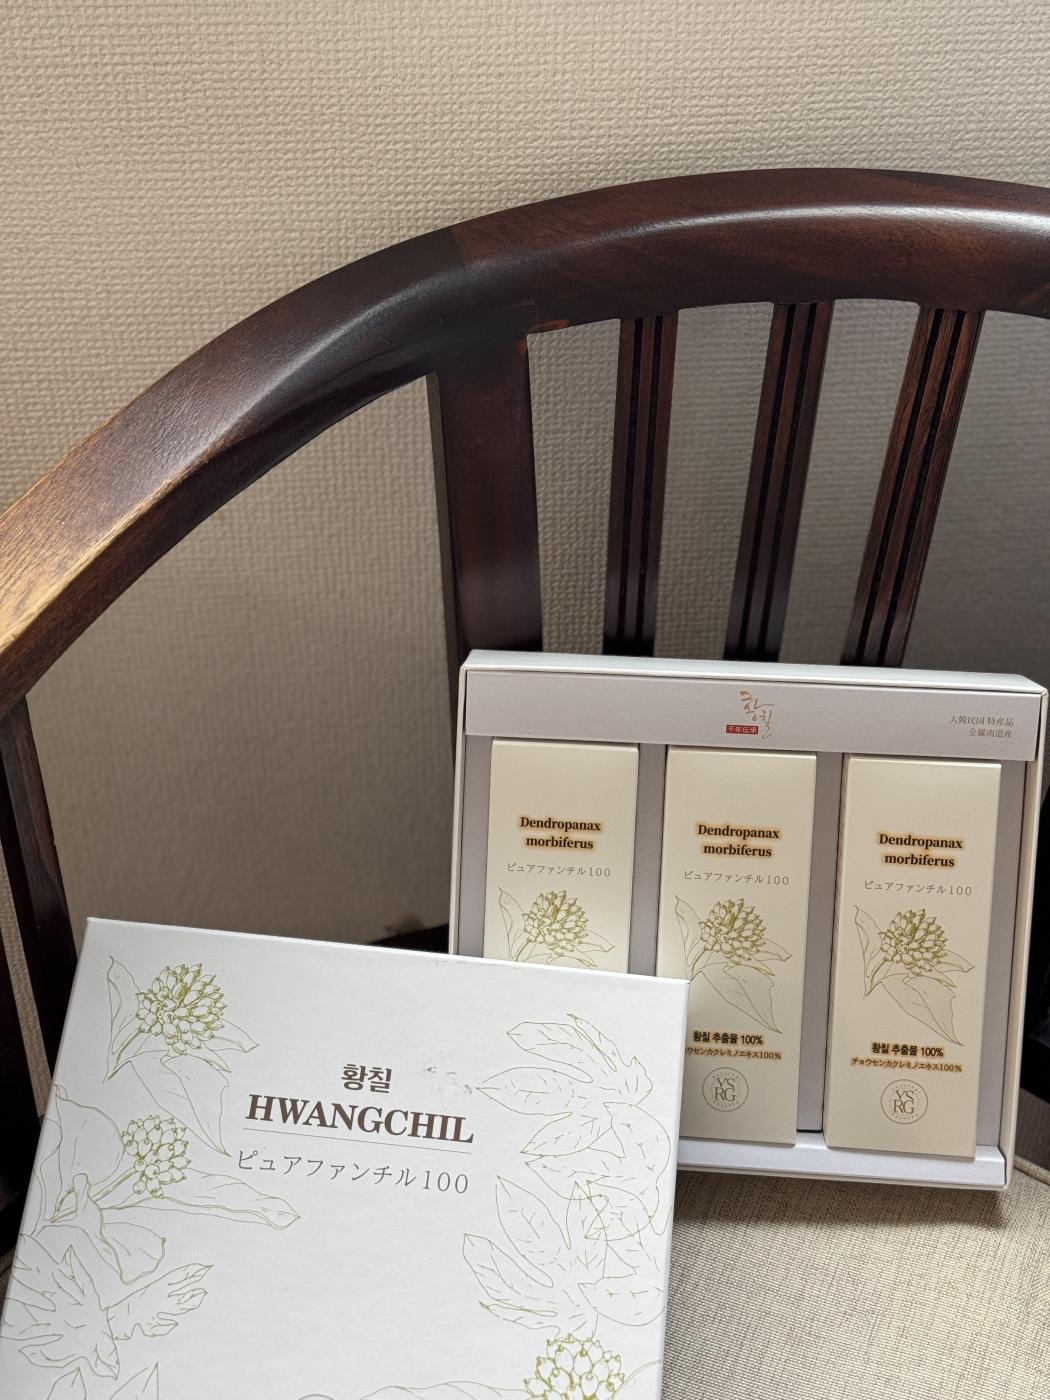 황칠
千年伝承
大韓民国 特産品
全羅南道産
Dendropanax
morbiferus
ピュアファンチル100
Dendropanax
morbiferus
ピュアファンチル100
황칠 추출물 100%
ウセンカクレミノエキス100%
YS
RG
Dendropanax
morbiferus
ピュアファンチル100
황칠 추출물 100%
チョウセンカクレミノエキス100%
YS
RG
황칠
HWANGCHIL
ピュアファンチル100